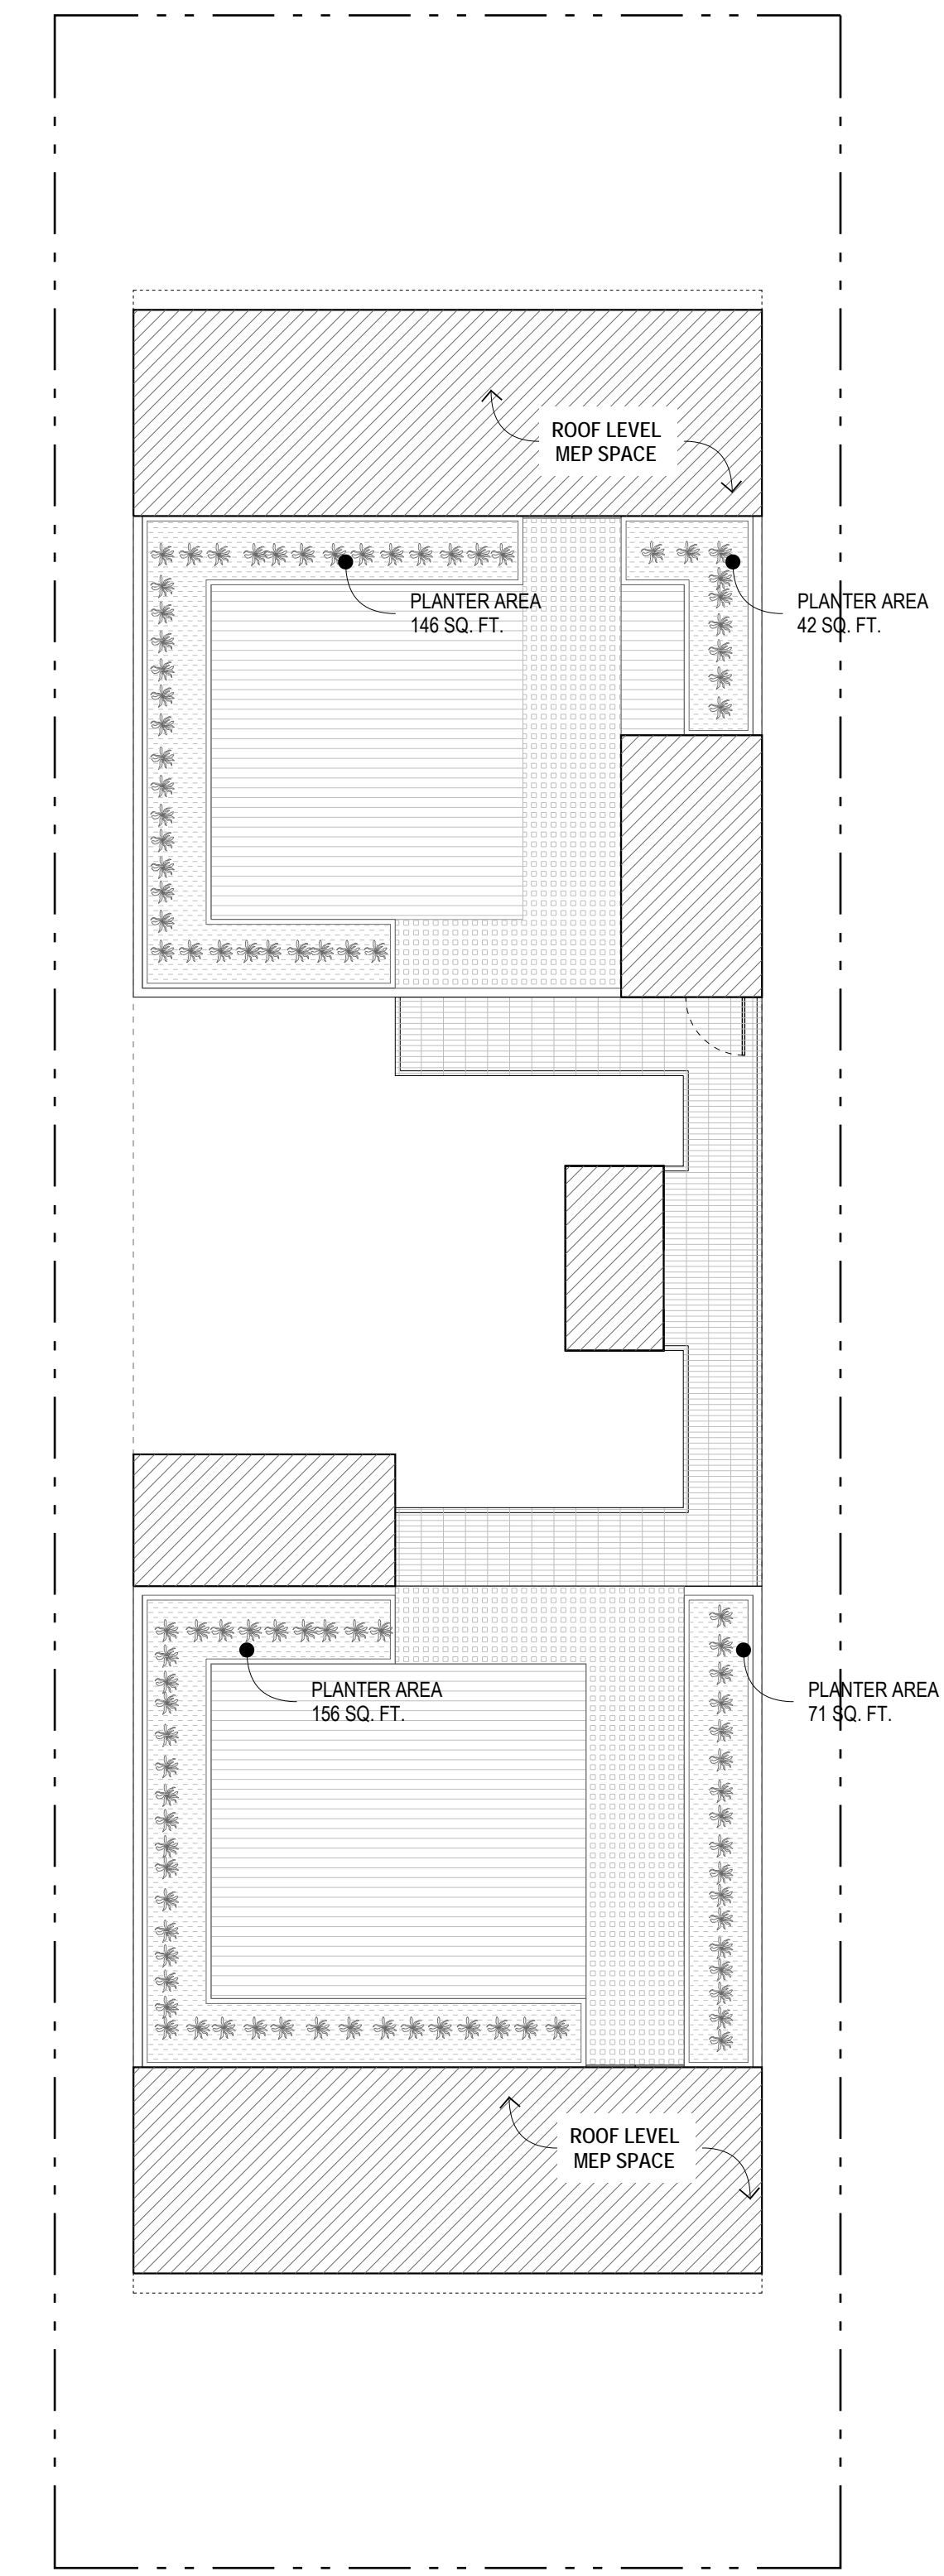 ROOF LEVEL
MEP SPACE
PLANTER AREA
146 SQ. FT.
PLANTER AREA
42 SQ. FT.
PLANTER AREA
156 SQ. FT.
PLANTER AREA
71 SQ. FT.
ROOF LEVEL
MEP SPACE